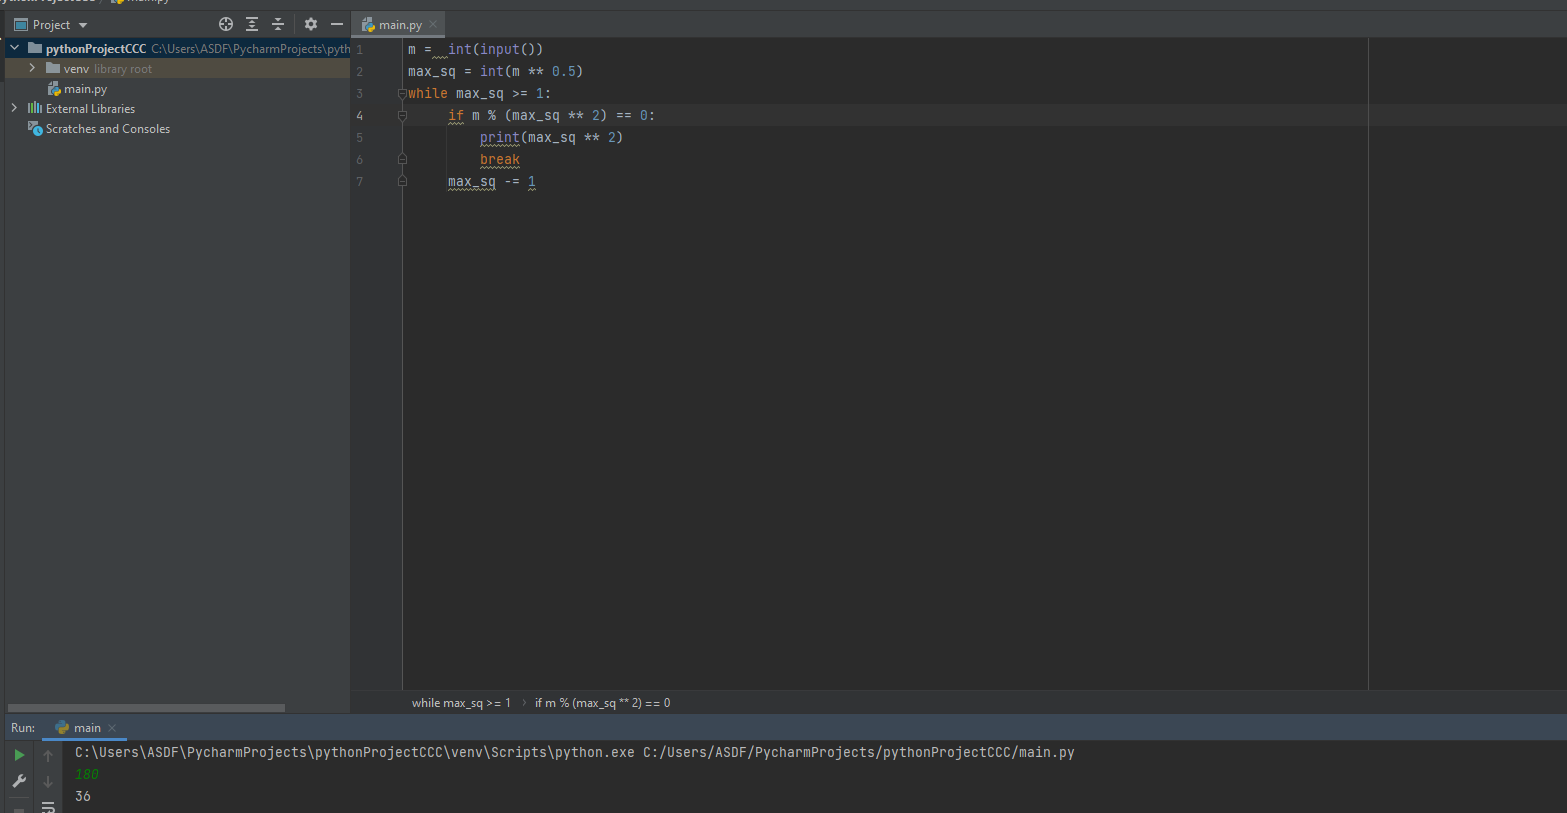 main.py
Project
main.py
pythonProjectCCC C:\Users\ASDF\PycharmProjects\pyth
venv library root
main.py
External Libraries
Scratches and Consoles
1 m = int(input())
2 max_sq = int(m ** 0.5)
3 while max_sq >= 1:
4 if m % (max_sq ** 2) == 0:
5 print(max_sq ** 2)
6 break
7 max_sq -= 1
while max_sq >= 1 › if m % (max_sq ** 2) == 0
Run: main
C:\Users\ASDF\PycharmProjects\pythonProjectCCC\venv\Scripts\python.exe C:/Users/ASDF/PycharmProjects/pythonProjectCCC/main.py
180
36